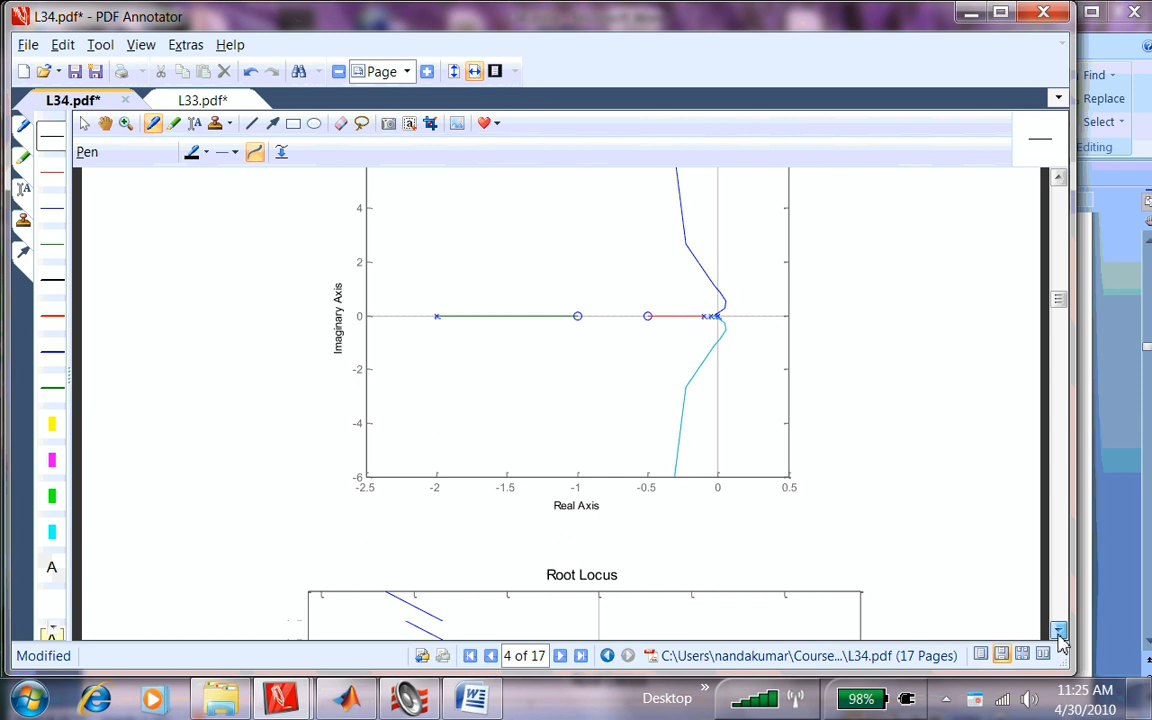 L34.pdf* - PDF Annotator
File Edit Tool View Extras Help
Page
L34.pdf* L33.pdf*
Pen
4
2
0
-2
-4
-6
Imaginary Axis
-2.5 -2 -1.5 -1 -0.5 0 0.5
Real Axis
Root Locus
A
Find
Replace
Select
Editing
Modified
4 of 17
C:\Users\nandakumar\Course...\L34.pdf (17 Pages)
Desktop
98%
11:25 AM
4/30/2010